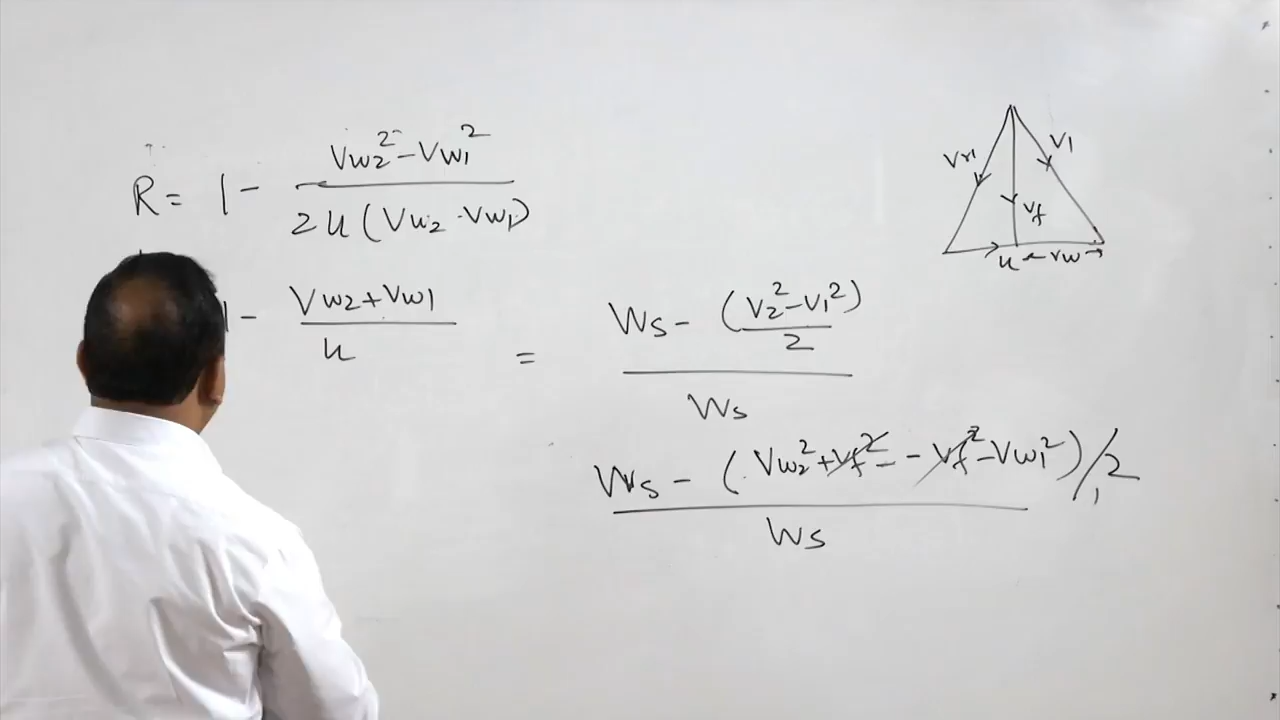 R = 1 - (Vw2² - Vw1²) / 2u(Vw2 - Vw1)
1 - (Vw2 + Vw1) / u
= (Ws - (V2² - V1²) / 2) / Ws
(Ws - (Vw2² + Vf² - - Vf² - Vw1²) / 2) / Ws
Vr1 V1
Vf
u ← vw →